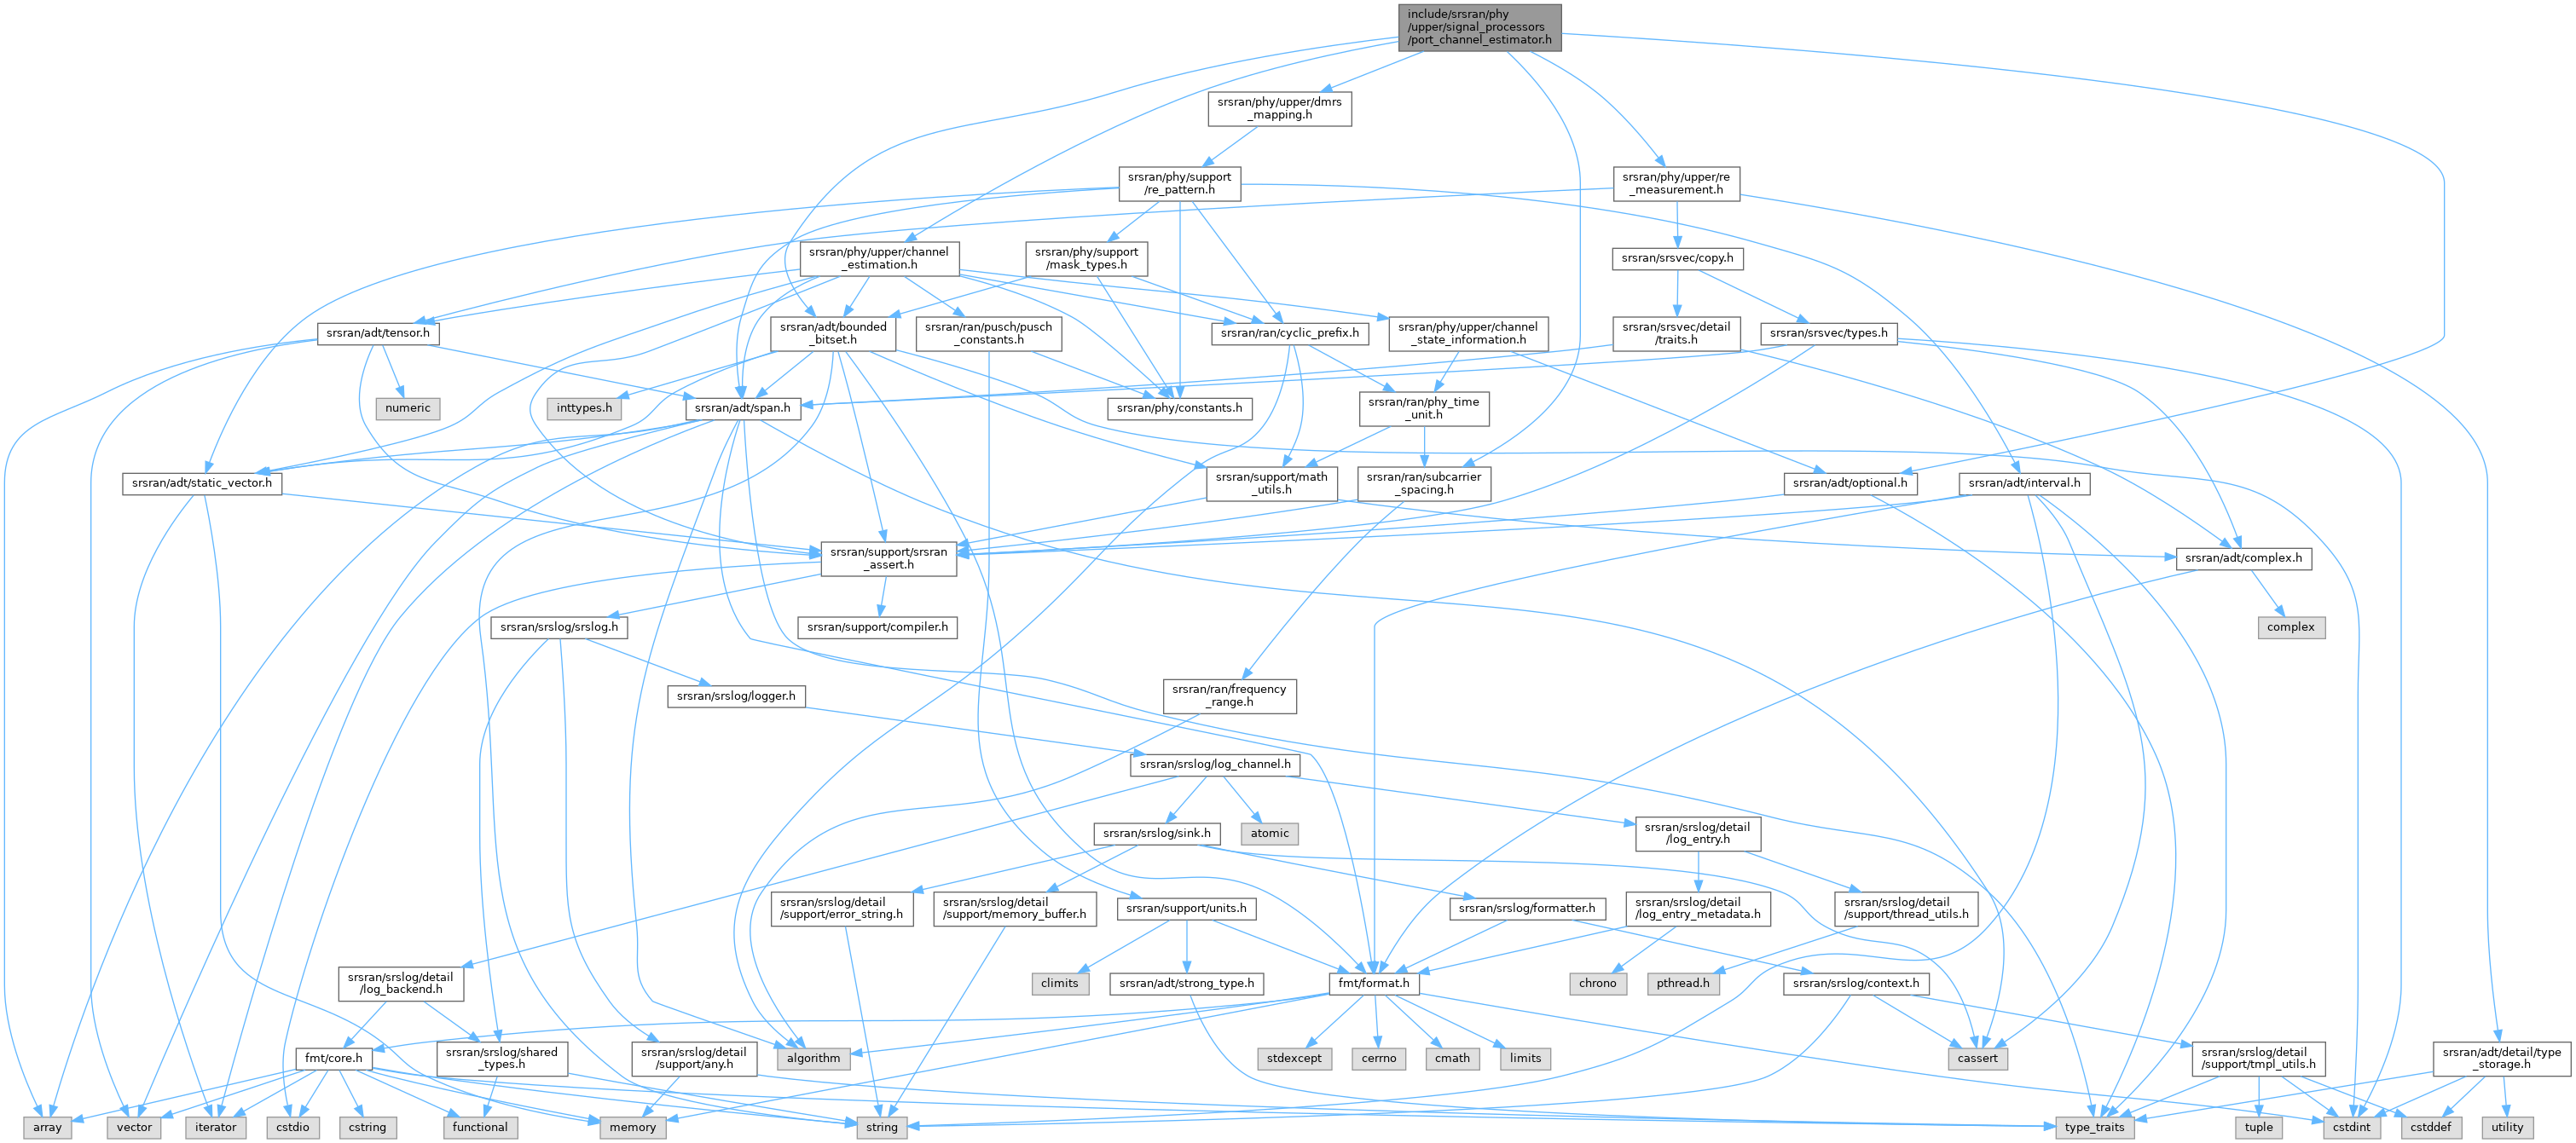 include/srsran/phy
/upper/signal_processors
/port_channel_estimator.h
srsran/phy/upper/dmrs
_mapping.h
srsran/phy/support
/re_pattern.h
srsran/phy/upper/re
_measurement.h
srsran/phy/upper/channel
_estimation.h
srsran/phy/support
/mask_types.h
srsran/srsvec/copy.h
srsran/adt/tensor.h
srsran/adt/bounded
_bitset.h
srsran/ran/pusch/pusch
_constants.h
srsran/ran/cyclic_prefix.h
srsran/phy/upper/channel
_state_information.h
srsran/srsvec/detail
/traits.h
srsran/srsvec/types.h
numeric
inttypes.h
srsran/adt/span.h
srsran/phy/constants.h
srsran/ran/phy_time
_unit.h
srsran/adt/static_vector.h
srsran/support/math
_utils.h
srsran/ran/subcarrier
_spacing.h
srsran/adt/optional.h
srsran/adt/interval.h
srsran/support/srsran
_assert.h
srsran/adt/complex.h
srsran/srslog/srslog.h
srsran/support/compiler.h
complex
srsran/srslog/logger.h
srsran/ran/frequency
_range.h
srsran/srslog/log_channel.h
srsran/srslog/sink.h
atomic
srsran/srslog/detail
/log_entry.h
srsran/srslog/detail
/support/error_string.h
srsran/srslog/detail
/support/memory_buffer.h
srsran/support/units.h
srsran/srslog/formatter.h
srsran/srslog/detail
/log_entry_metadata.h
srsran/srslog/detail
/support/thread_utils.h
srsran/srslog/detail
/log_backend.h
climits
srsran/adt/strong_type.h
fmt/format.h
chrono
pthread.h
srsran/srslog/context.h
fmt/core.h
srsran/srslog/shared
_types.h
srsran/srslog/detail
/support/any.h
algorithm
stdexcept
cerrno
cmath
limits
cassert
srsran/srslog/detail
/support/tmpl_utils.h
srsran/adt/detail/type
_storage.h
array
vector
iterator
cstdio
cstring
functional
memory
string
type_traits
tuple
cstdint
cstddef
utility